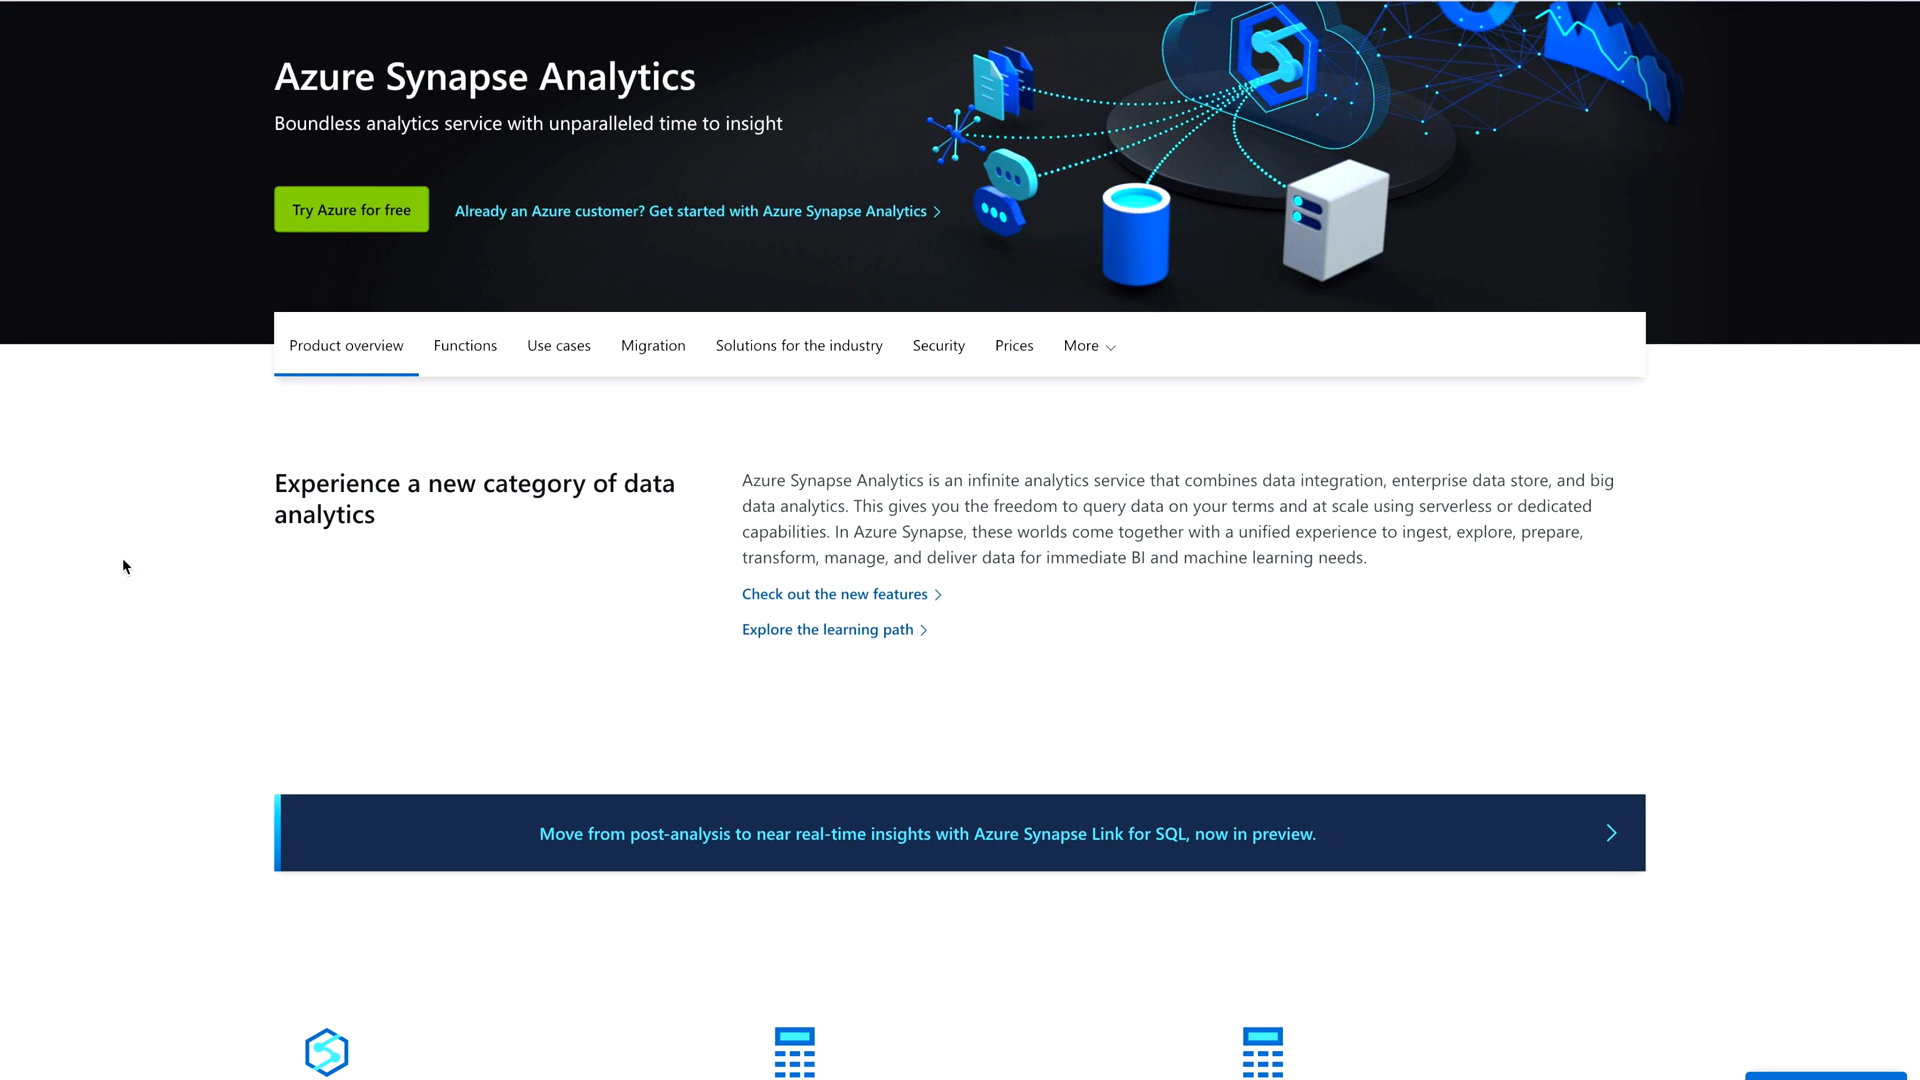 Azure Synapse Analytics
Boundless analytics service with unparalleled time to insight
Try Azure for free
Already an Azure customer? Get started with Azure Synapse Analytics
Product overview
Functions
Use cases
Migration
Solutions for the industry
Security
Prices
More
Experience a new category of data
analytics
Azure Synapse Analytics is an infinite analytics service that combines data integration, enterprise data store, and big
data analytics. This gives you the freedom to query data on your terms and at scale using serverless or dedicated
capabilities. In Azure Synapse, these worlds come together with a unified experience to ingest, explore, prepare,
transform, manage, and deliver data for immediate BI and machine learning needs.
Check out the new features
Explore the learning path
Move from post-analysis to near real-time insights with Azure Synapse Link for SQL, now in preview.